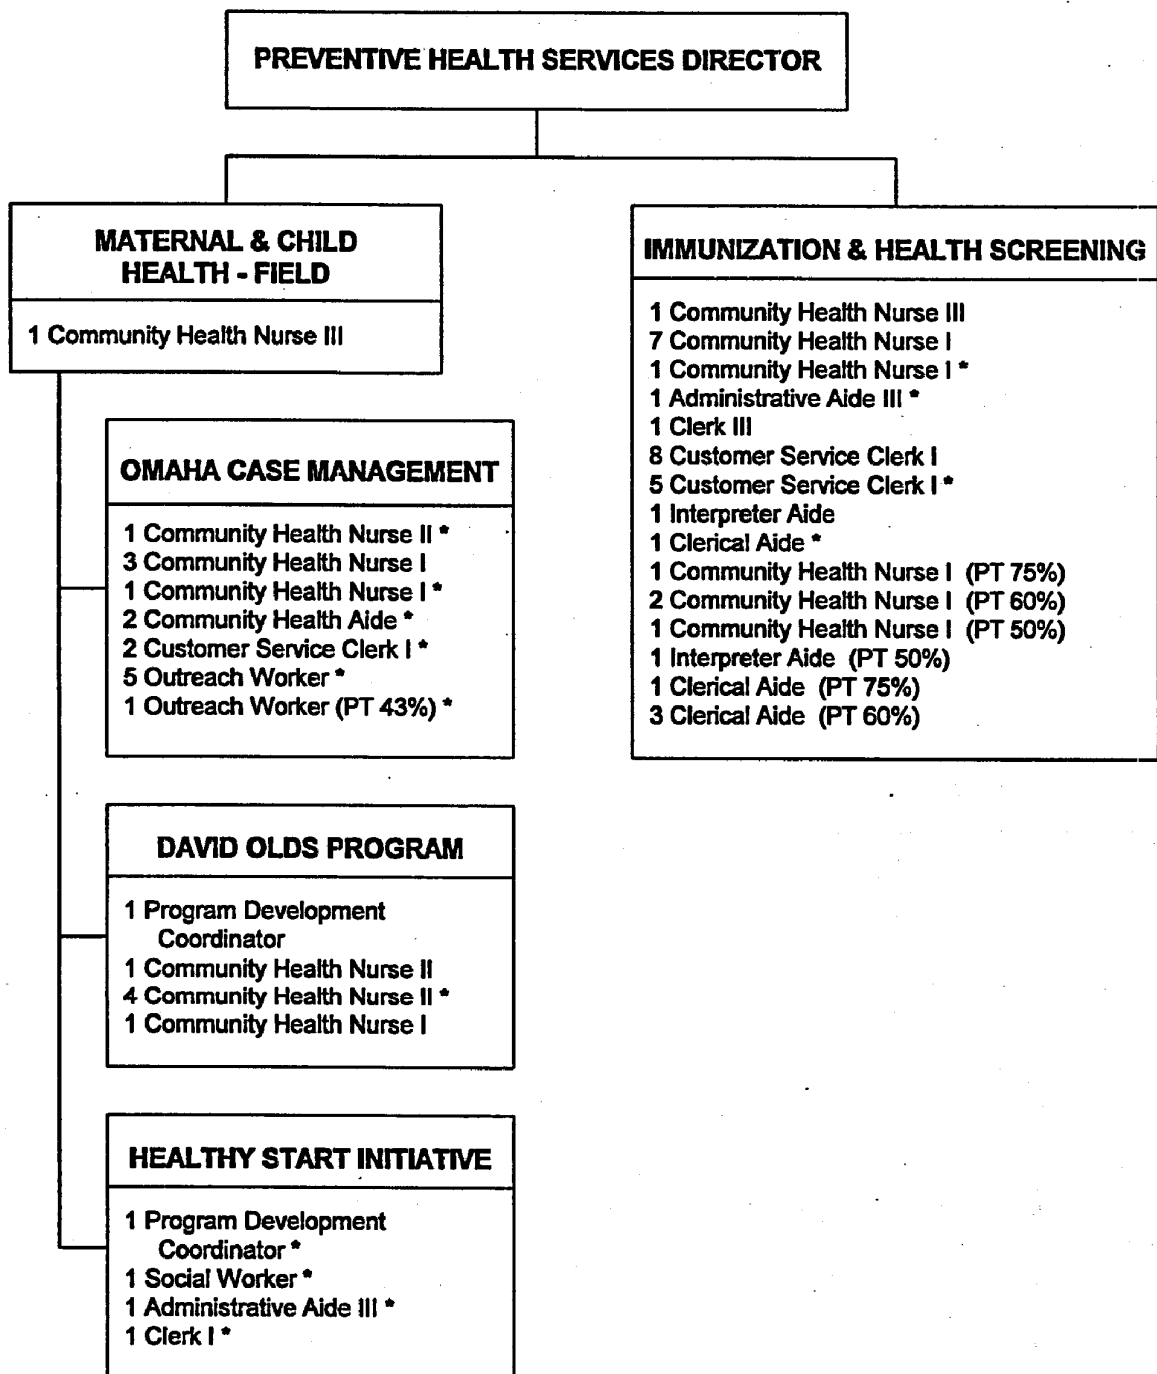 PREVENTIVE HEALTH SERVICES DIRECTOR
MATERNAL & CHILD
HEALTH - FIELD
1 Community Health Nurse III
OMAHA CASE MANAGEMENT
1 Community Health Nurse II *
3 Community Health Nurse I
1 Community Health Nurse I *
2 Community Health Aide *
2 Customer Service Clerk I *
5 Outreach Worker *
1 Outreach Worker (PT 43%) *
DAVID OLDS PROGRAM
1 Program Development
Coordinator
1 Community Health Nurse II
4 Community Health Nurse II *
1 Community Health Nurse I
HEALTHY START INITIATIVE
1 Program Development
Coordinator *
1 Social Worker *
1 Administrative Aide III *
1 Clerk I *
IMMUNIZATION & HEALTH SCREENING
1 Community Health Nurse III
7 Community Health Nurse I
1 Community Health Nurse I *
1 Administrative Aide III *
1 Clerk III
8 Customer Service Clerk I
5 Customer Service Clerk I *
1 Interpreter Aide
1 Clerical Aide *
1 Community Health Nurse I (PT 75%)
2 Community Health Nurse I (PT 60%)
1 Community Health Nurse I (PT 50%)
1 Interpreter Aide (PT 50%)
1 Clerical Aide (PT 75%)
3 Clerical Aide (PT 60%)